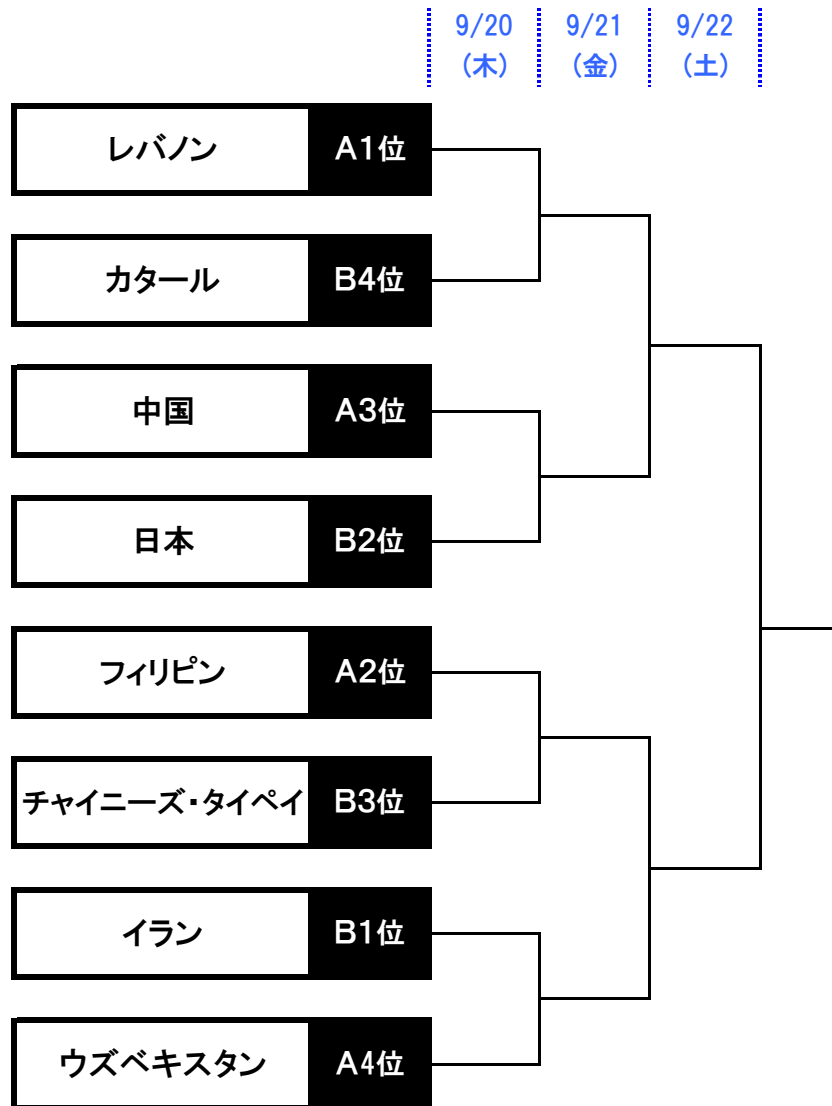 9/20 9/21 9/22
(木) (金) (土)
レバノン A1位
カタール B4位
中国 A3位
日本 B2位
フィリピン A2位
チャイニーズ・タイペイ B3位
イラン B1位
ウズベキスタン A4位